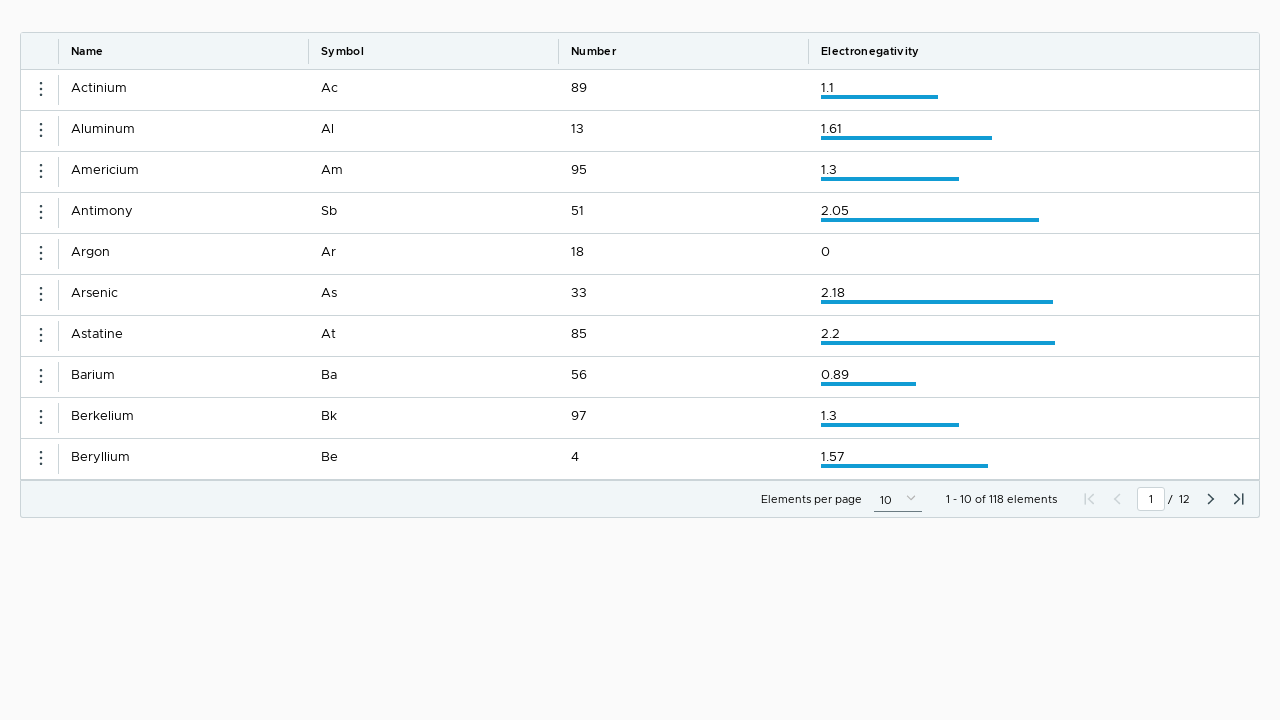 Name Symbol Number Electronegativity
Actinium Ac 89 1.1
Aluminum Al 13 1.61
Americium Am 95 1.3
Antimony Sb 51 2.05
Argon Ar 18 0
Arsenic As 33 2.18
Astatine At 85 2.2
Barium Ba 56 0.89
Berkelium Bk 97 1.3
Beryllium Be 4 1.57
Elements per page 10 1 - 10 of 118 elements 1 / 12